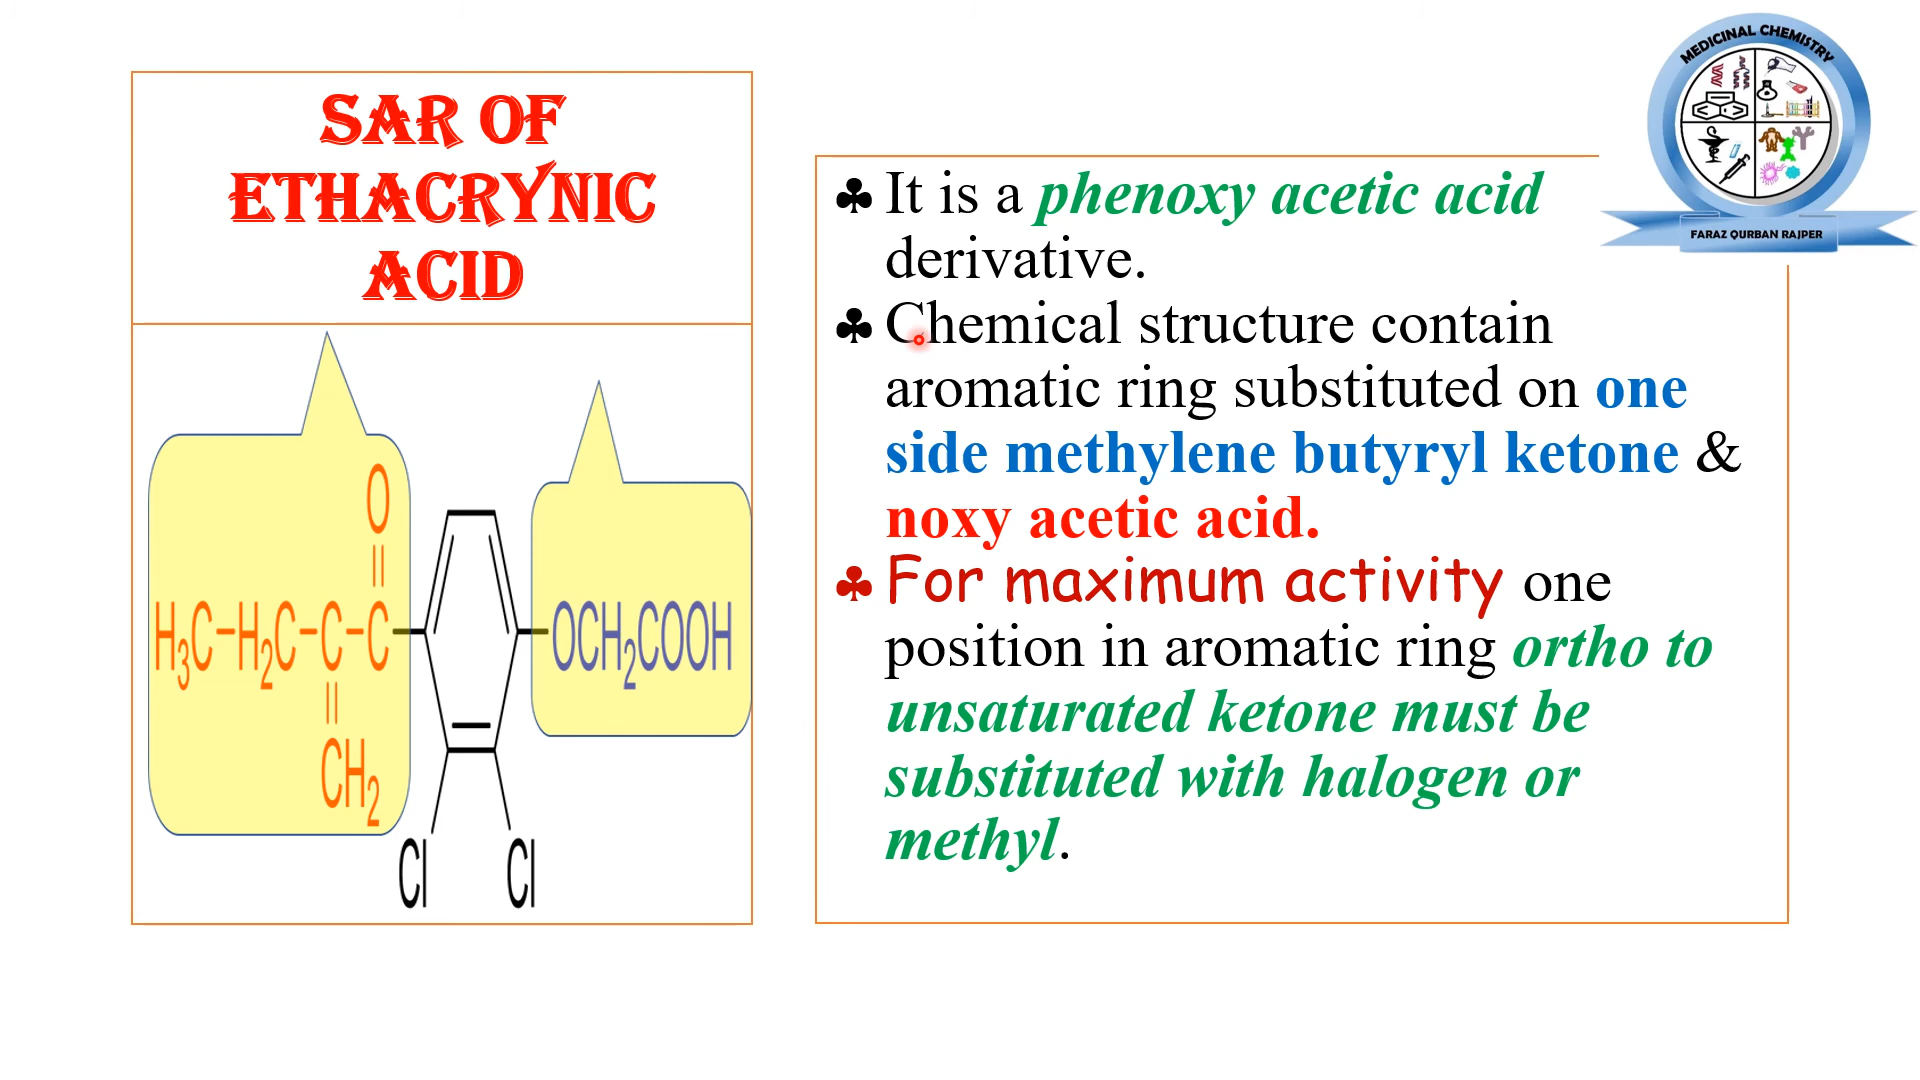 SAR OF
ETHACRYNIC
ACID
MEDICINAL CHEMISTRY
FARAZ QURBAN RAJPER
♣ It is a phenoxy acetic acid
derivative.
♣ Chemical structure contain
aromatic ring substituted on one
side methylene butyryl ketone &
noxy acetic acid.
♣ For maximum activity one
position in aromatic ring ortho to
unsaturated ketone must be
substituted with halogen or
methyl.
O
H₃C-H₂C-C-C
OCH₂COOH
CH₂
Cl Cl